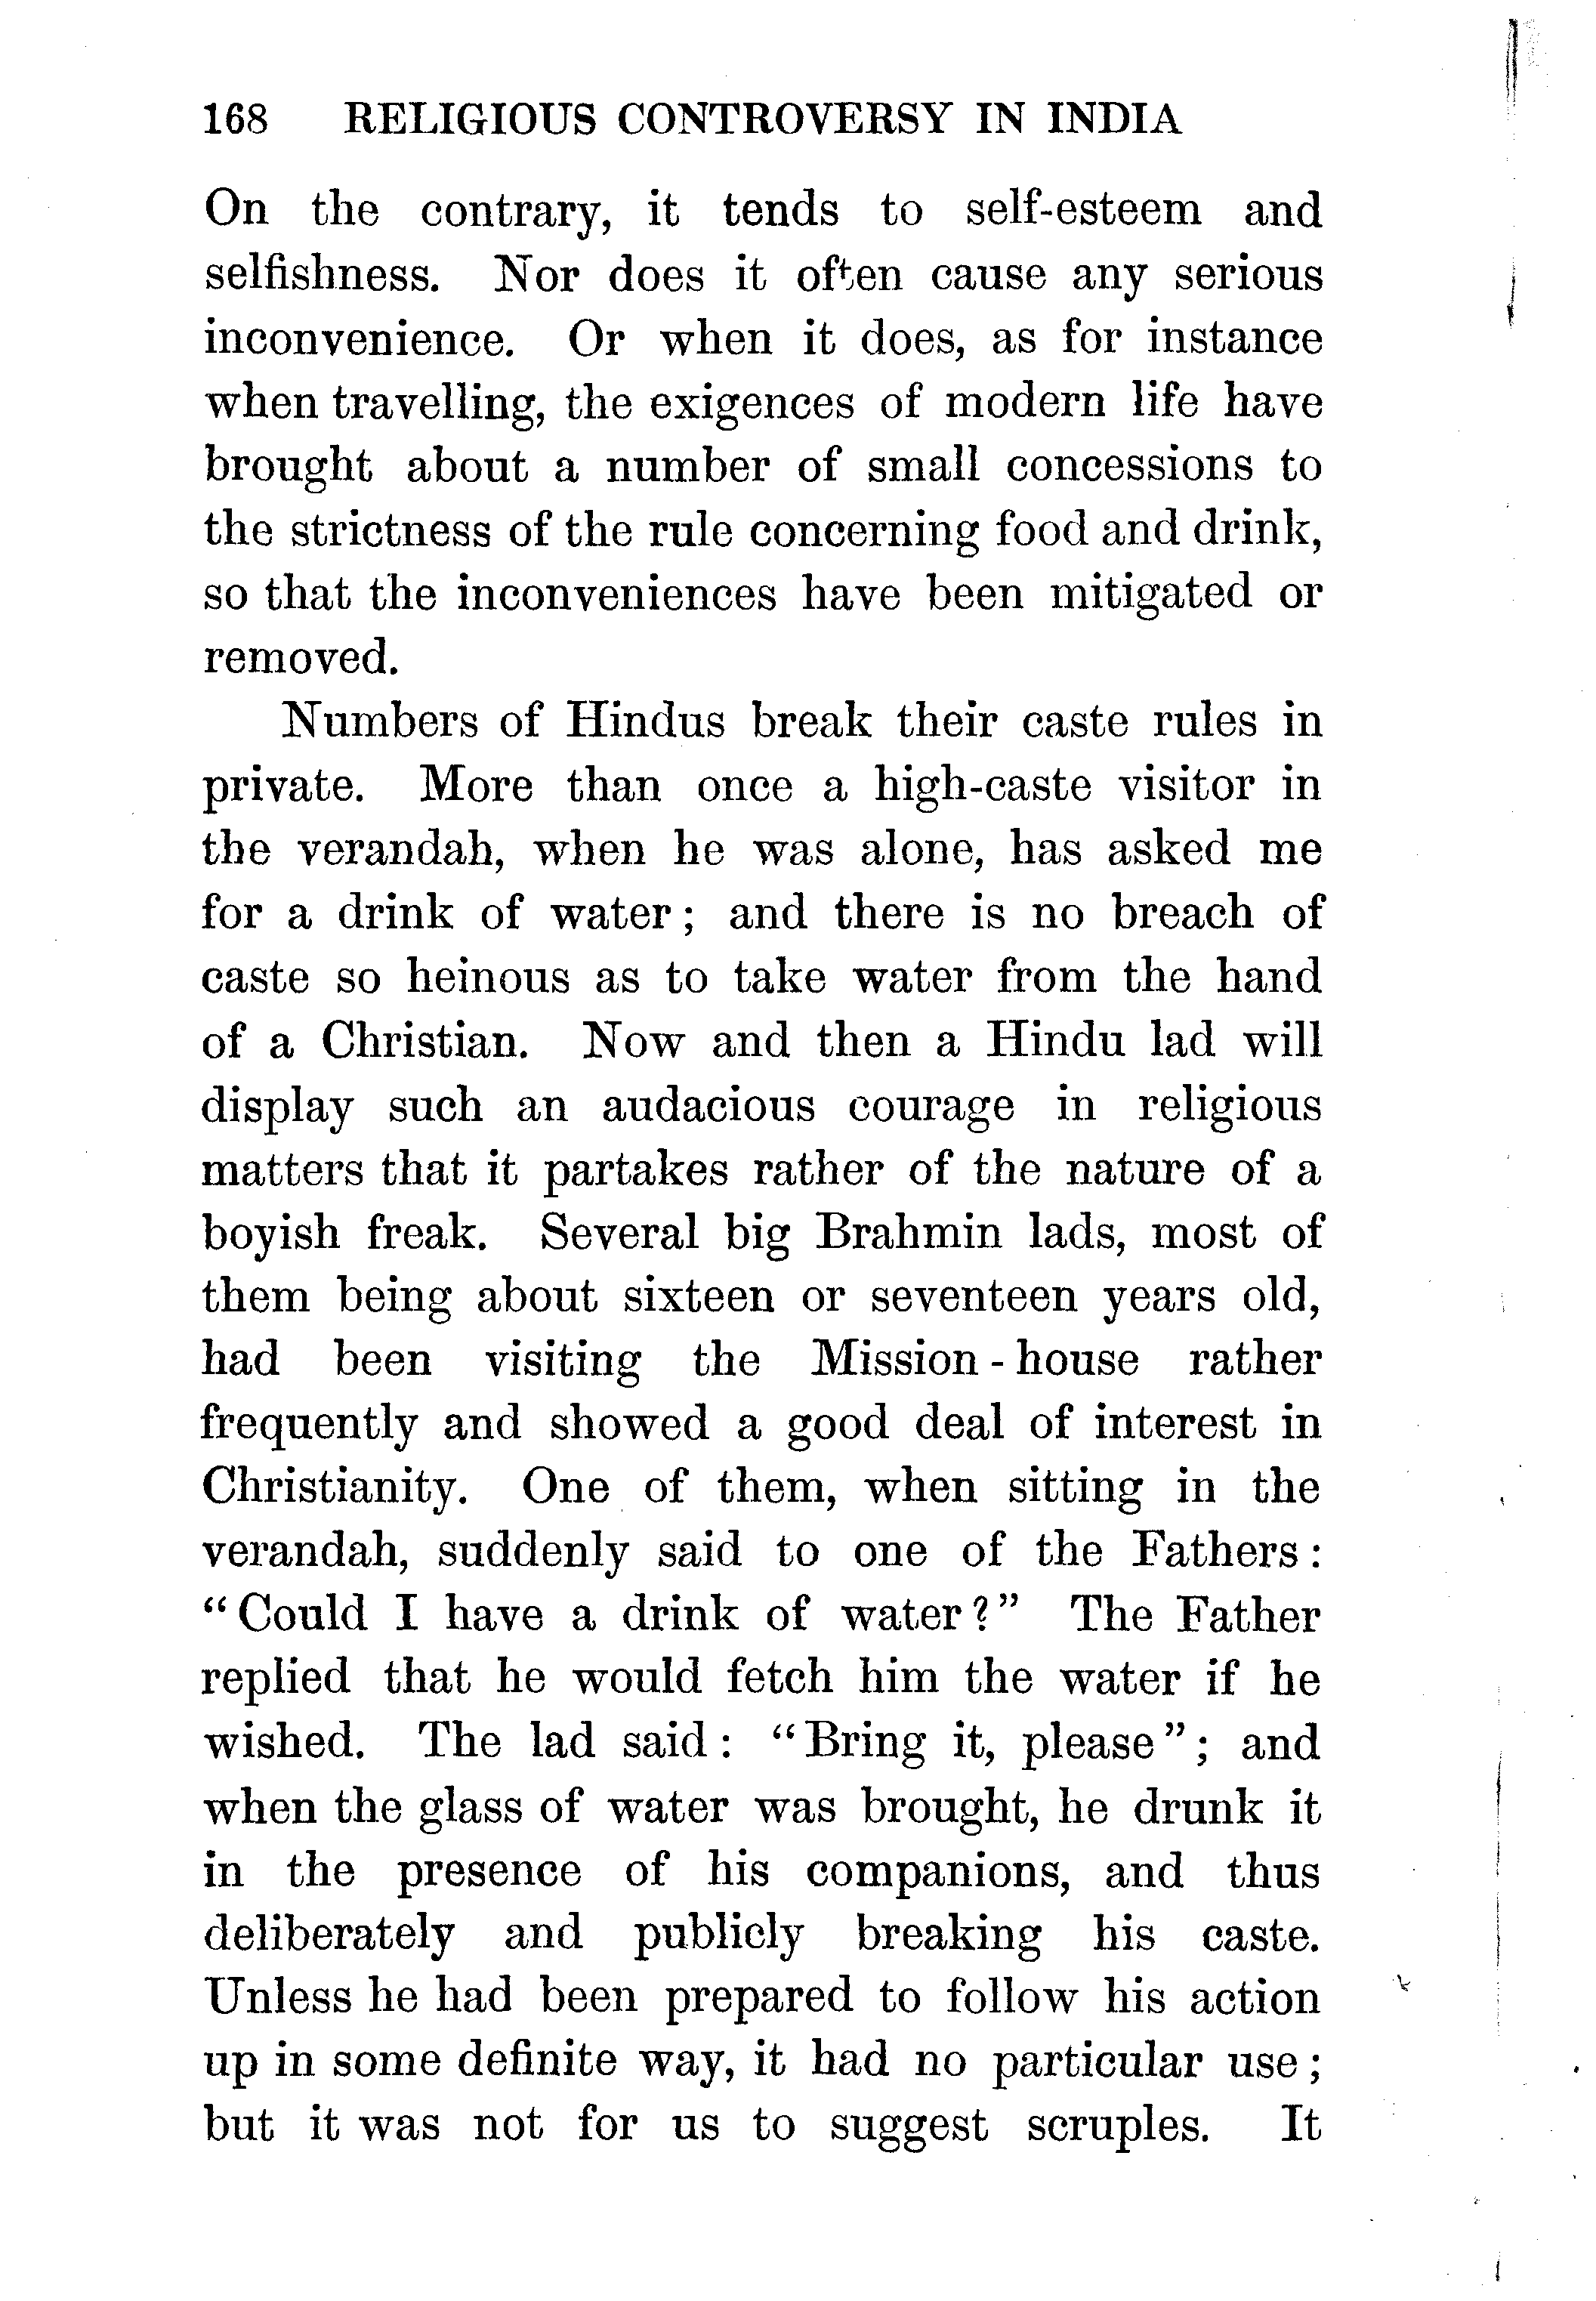 168 RELIGIOUS CONTROVERSY IN INDIA
On the contrary, it tends to self-esteem and
selfishness. Nor does it often cause any serious
inconvenience. Or when it does, as for instance
when travelling, the exigences of modern life have
brought about a number of small concessions to
the strictness of the rule concerning food and drink,
so that the inconveniences have been mitigated or
removed.
Numbers of Hindus break their caste rules in
private. More than once a high-caste visitor in
the verandah, when he was alone, has asked me
for a drink of water; and there is no breach of
caste so heinous as to take water from the hand
of a Christian. Now and then a Hindu lad will
display such an audacious courage in religious
matters that it partakes rather of the nature of a
boyish freak. Several big Brahmin lads, most of
them being about sixteen or seventeen years old,
had been visiting the Mission-house rather
frequently and showed a good deal of interest in
Christianity. One of them, when sitting in the
verandah, suddenly said to one of the Fathers:
"Could I have a drink of water?" The Father
replied that he would fetch him the water if he
wished. The lad said: "Bring it, please"; and
when the glass of water was brought, he drunk it
in the presence of his companions, and thus
deliberately and publicly breaking his caste.
Unless he had been prepared to follow his action
up in some definite way, it had no particular use;
but it was not for us to suggest scruples. It